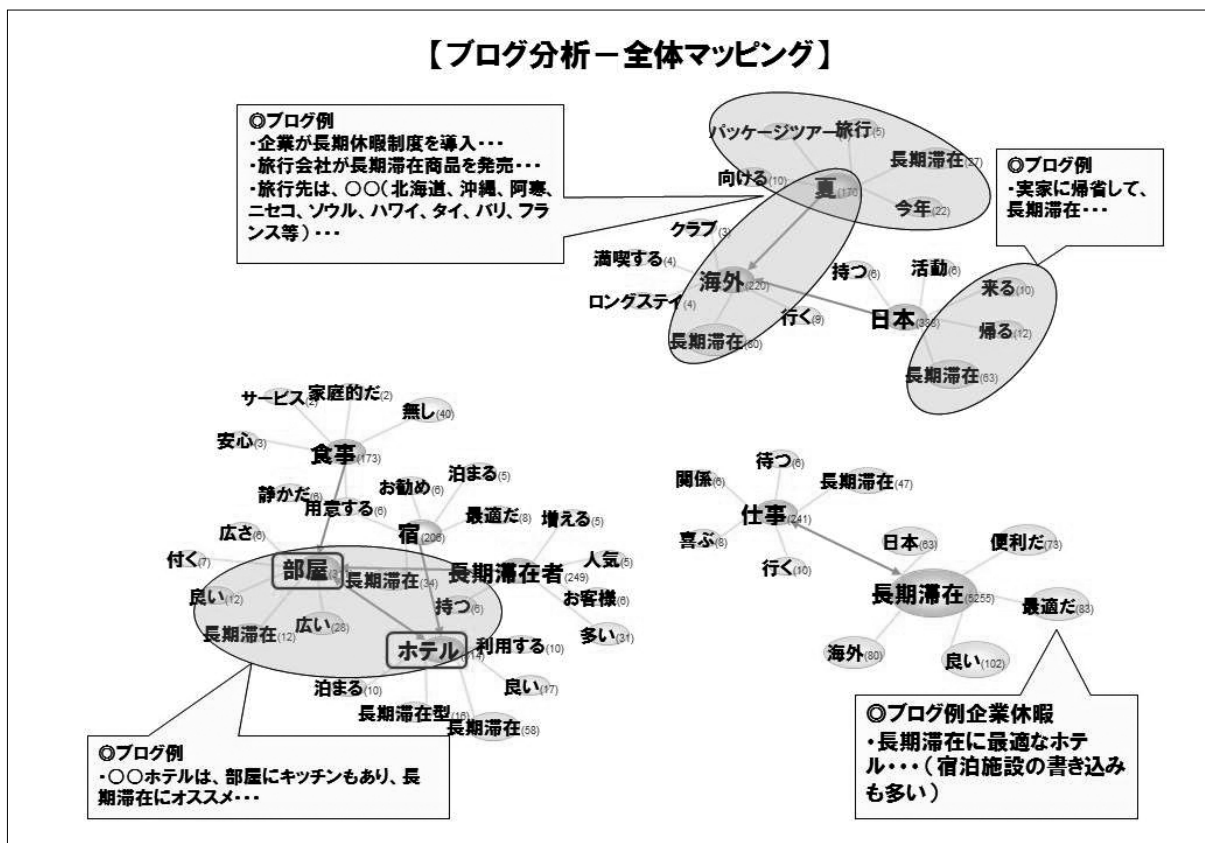 【ブログ分析－全体マッピング】
◎ブログ例
・企業が長期休暇制度を導入・・・
・旅行会社が長期滞在商品を発売・・・
・旅行先は、○○（北海道、沖縄、阿寒、
ニセコ、ソウル、ハワイ、タイ、バリ、フラ
ンス等）・・・
パッケージツアー
旅行(5)
長期滞在(27)
向ける(10)
夏(170)
今年(22)
◎ブログ例
・実家に帰省して、
長期滞在・・・
クラブ(3)
満喫する(4)
海外(220)
ロングステイ(4)
行く(9)
長期滞在(80)
持つ(6)
活動(6)
来る(10)
日本(386)
帰る(12)
長期滞在(63)
サービス(2)
家庭的だ(2)
無し(40)
安心(3)
食事(173)
静かだ(6)
用意する(6)
お勧め(6)
泊まる(5)
広さ(6)
宿(206)
最適だ(8)
増える(5)
付く(7)
部屋
長期滞在(34)
長期滞在者(249)
人気(5)
良い(12)
持つ(6)
お客様(6)
長期滞在(12)
広い(28)
多い(31)
ホテル
利用する(10)
泊まる(10)
良い(17)
長期滞在型(16)
長期滞在(58)
◎ブログ例
・○○ホテルは、部屋にキッチンもあり、長
期滞在にオススメ・・・
関係(6)
待つ(6)
長期滞在(47)
仕事(241)
喜ぶ(8)
行く(10)
日本(63)
便利だ(73)
長期滞在(5255)
最適だ(83)
海外(80)
良い(102)
◎ブログ例企業休暇
・長期滞在に最適なホテ
ル・・・（宿泊施設の書き込み
も多い）